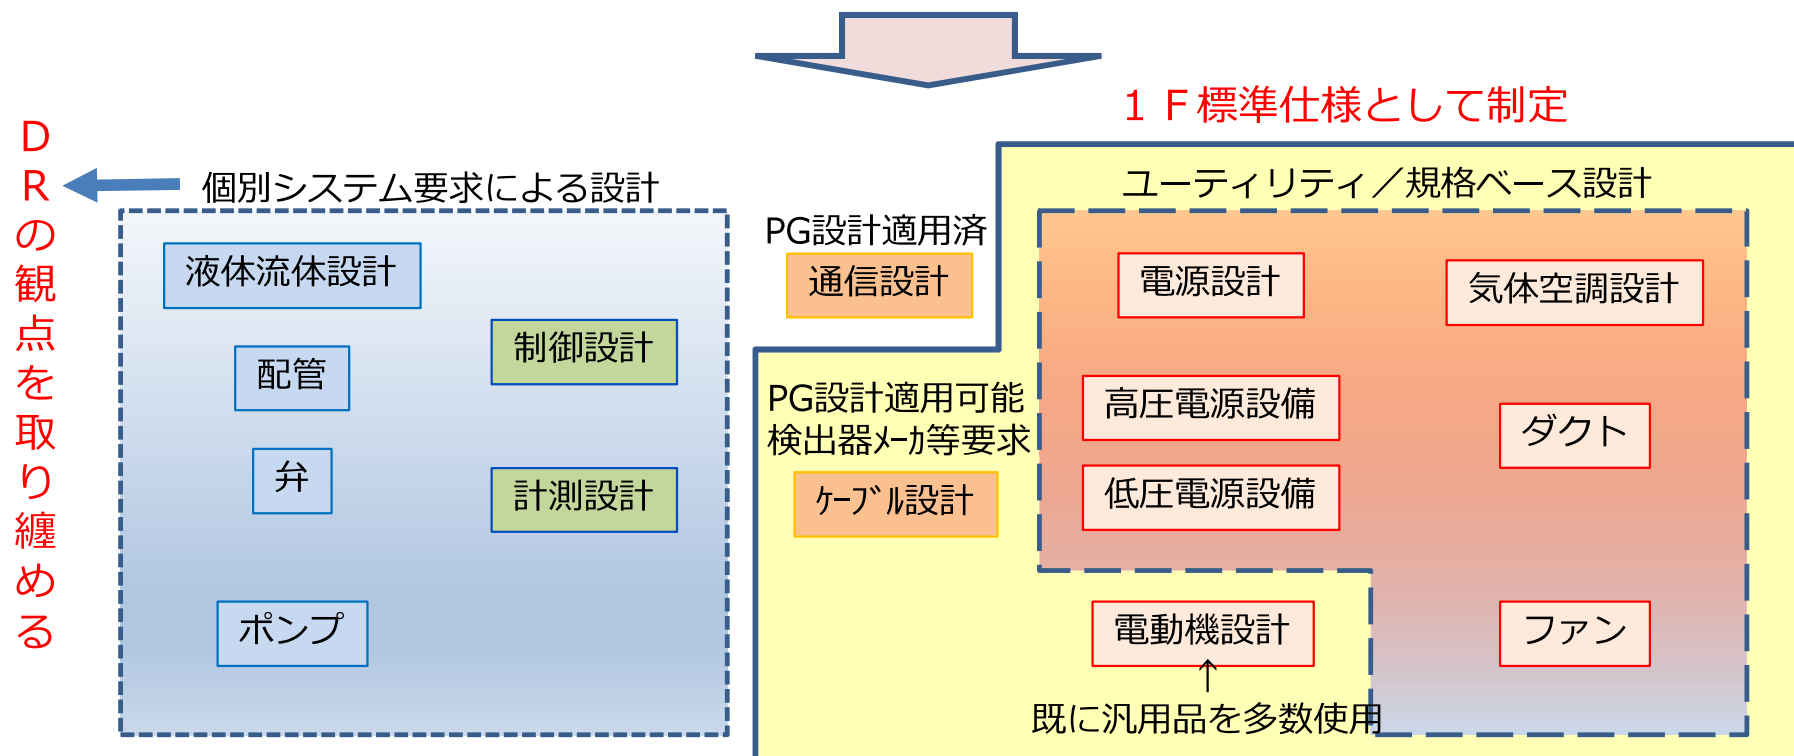 １Ｆ標準仕様として制定
ＤＲの観点を取り纏める
個別システム要求による設計
液体流体設計
制御設計
配管
弁
計測設計
ポンプ
PG設計適用済
通信設計
PG設計適用可能
検出器ﾒｰｶ等要求
ｹｰﾌﾞﾙ設計
ユーティリティ／規格ベース設計
電源設計
気体空調設計
高圧電源設備
ダクト
低圧電源設備
電動機設計
ファン
↑
既に汎用品を多数使用